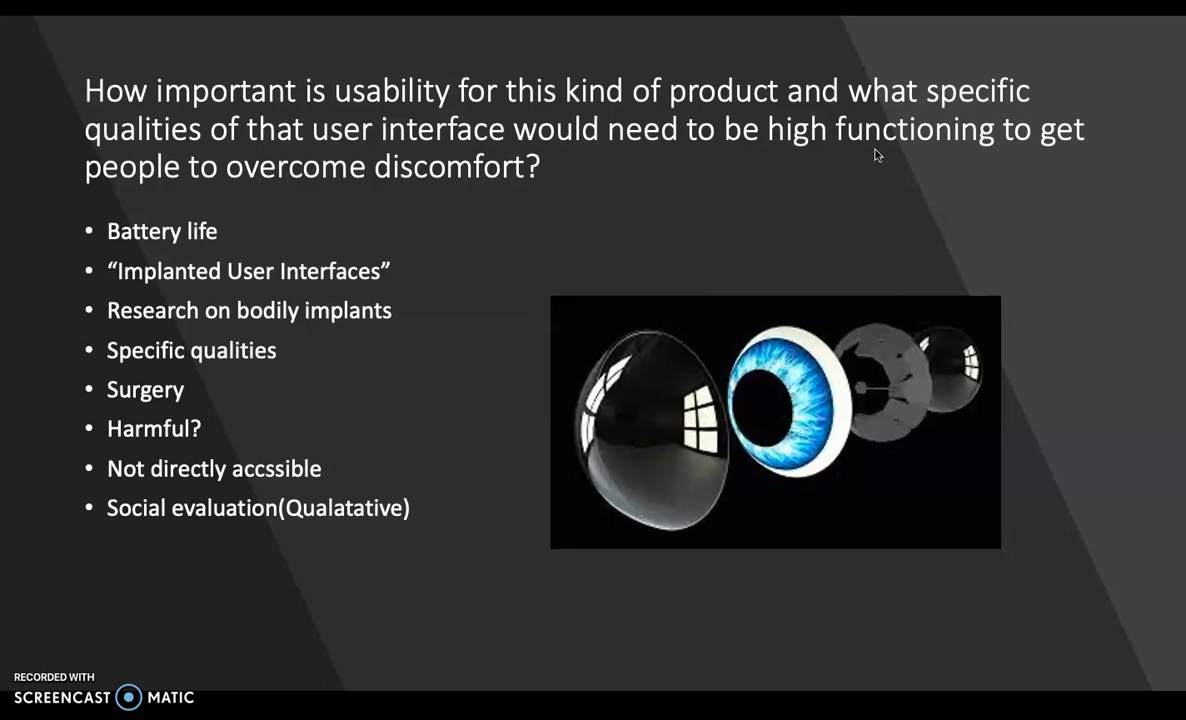 How important is usability for this kind of product and what specific
qualities of that user interface would need to be high functioning to get
people to overcome discomfort?
• Battery life
• “Implanted User Interfaces”
• Research on bodily implants
• Specific qualities
• Surgery
• Harmful?
• Not directly accssible
• Social evaluation(Qualatative)
RECORDED WITH
SCREENCAST MATIC